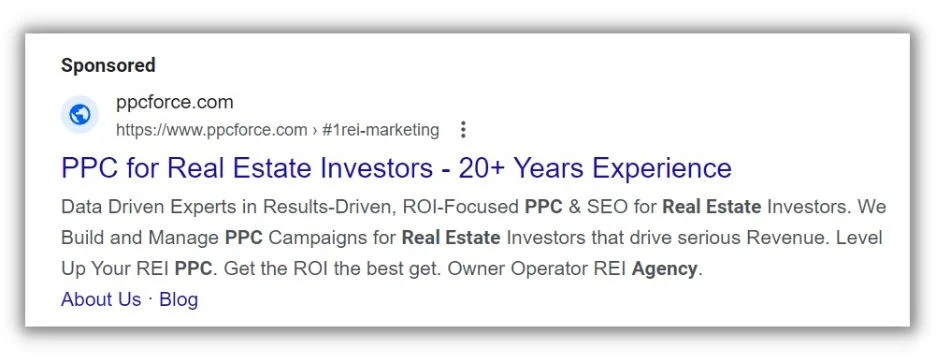 Sponsored
ppcforce.com
https://www.ppcforce.com › #1rei-marketing
PPC for Real Estate Investors - 20+ Years Experience
Data Driven Experts in Results-Driven, ROI-Focused PPC & SEO for Real Estate Investors. We
Build and Manage PPC Campaigns for Real Estate Investors that drive serious Revenue. Level
Up Your REI PPC. Get the ROI the best get. Owner Operator REI Agency.
About Us · Blog